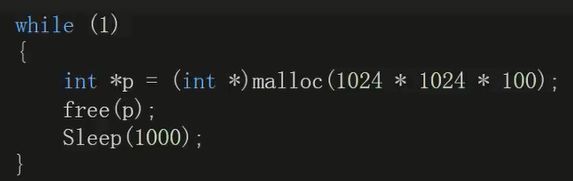 while (1)
{
    int *p = (int *)malloc(1024 * 1024 * 100);
    free(p);
    Sleep(1000);
}